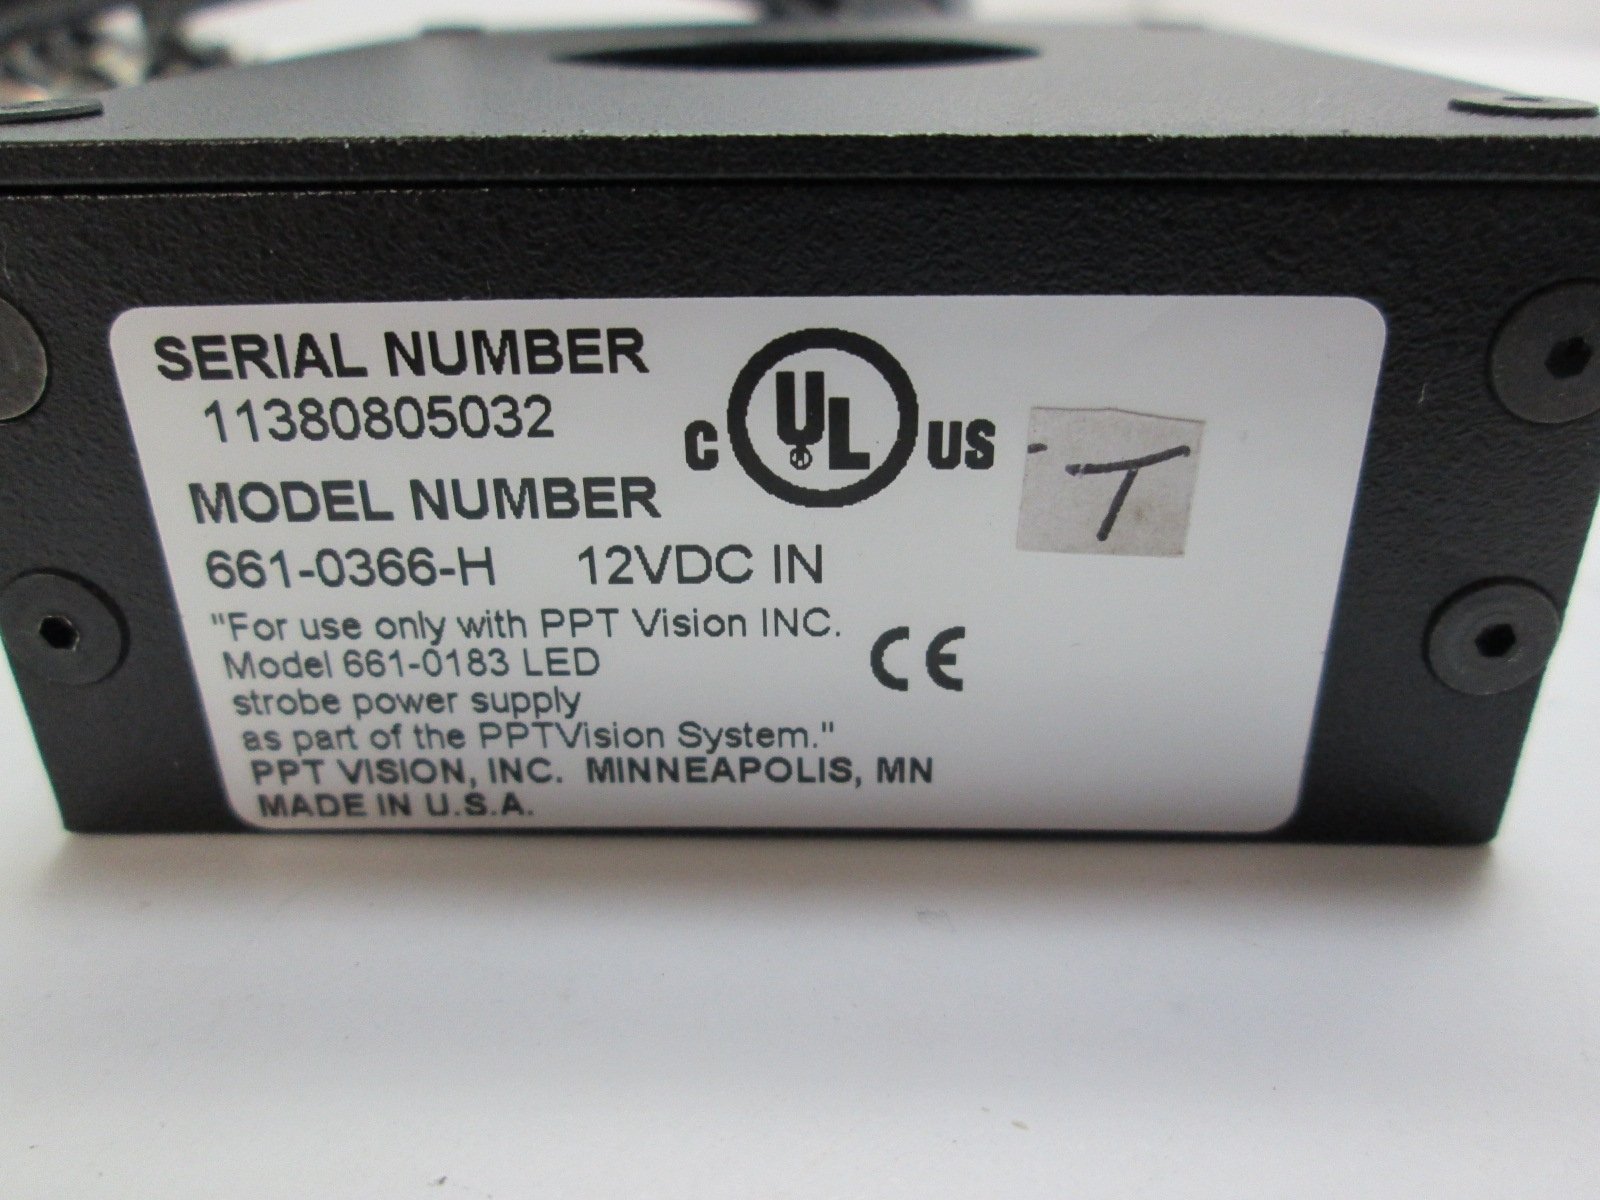 SERIAL NUMBER
11380805032
C UL US
MODEL NUMBER
661-0366-H 12VDC IN
T
"For use only with PPT Vision INC.
Model 661-0183 LED
strobe power supply
as part of the PPTVision System."
CE
PPT VISION, INC. MINNEAPOLIS, MN
MADE IN U.S.A.